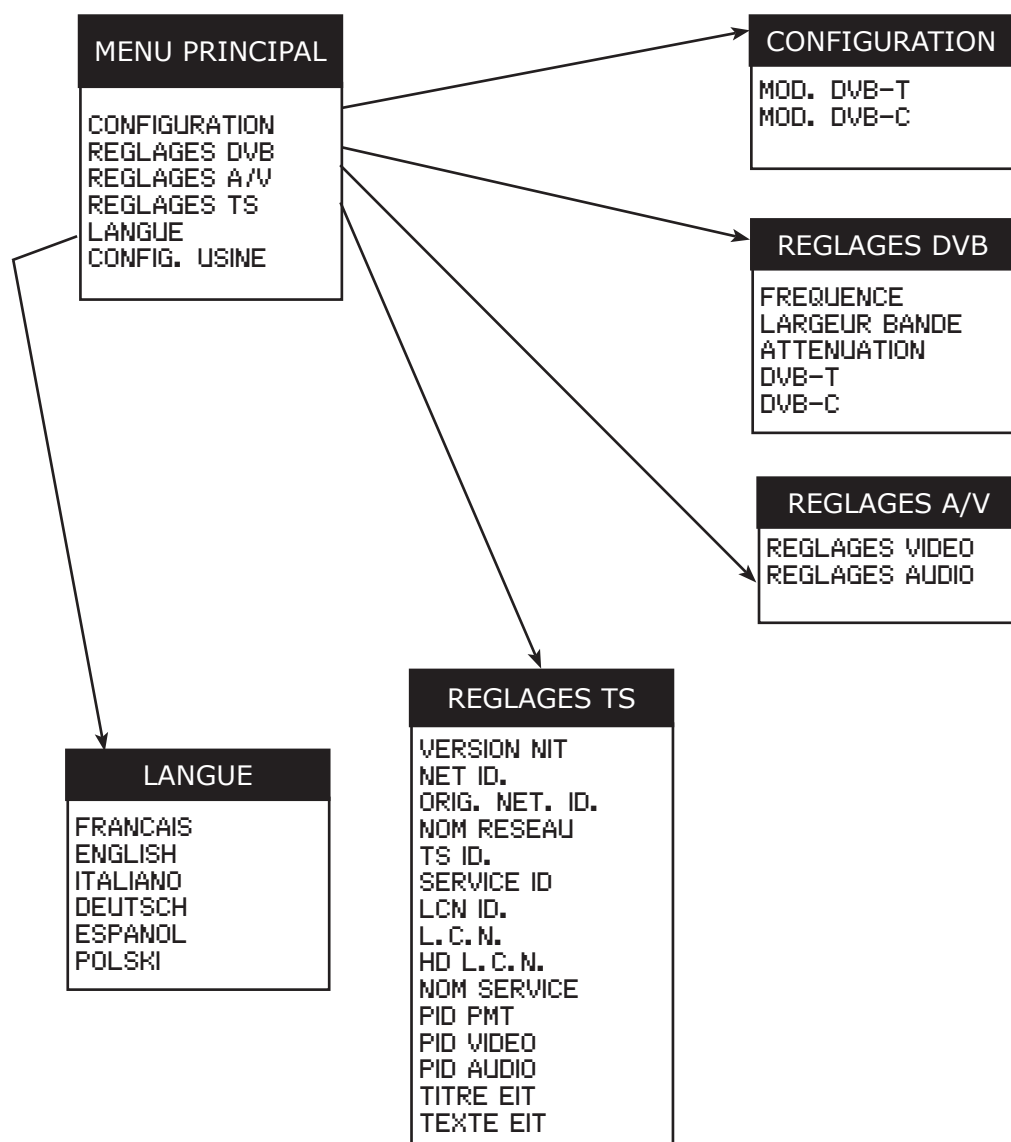 MENU PRINCIPAL
CONFIGURATION
REGLAGES DVB
REGLAGES A/V
REGLAGES TS
LANGUE
CONFIG. USINE
CONFIGURATION
MOD. DVB-T
MOD. DVB-C
REGLAGES DVB
FREQUENCE
LARGEUR BANDE
ATTENUATION
DVB-T
DVB-C
REGLAGES A/V
REGLAGES VIDEO
REGLAGES AUDIO
REGLAGES TS
VERSION NIT
NET ID.
ORIG. NET. ID.
NOM RESEAU
TS ID.
SERVICE ID
LCN ID.
L.C.N.
HD L.C.N.
NOM SERVICE
PID PMT
PID VIDEO
PID AUDIO
TITRE EIT
TEXTE EIT
LANGUE
FRANCAIS
ENGLISH
ITALIANO
DEUTSCH
ESPANOL
POLSKI